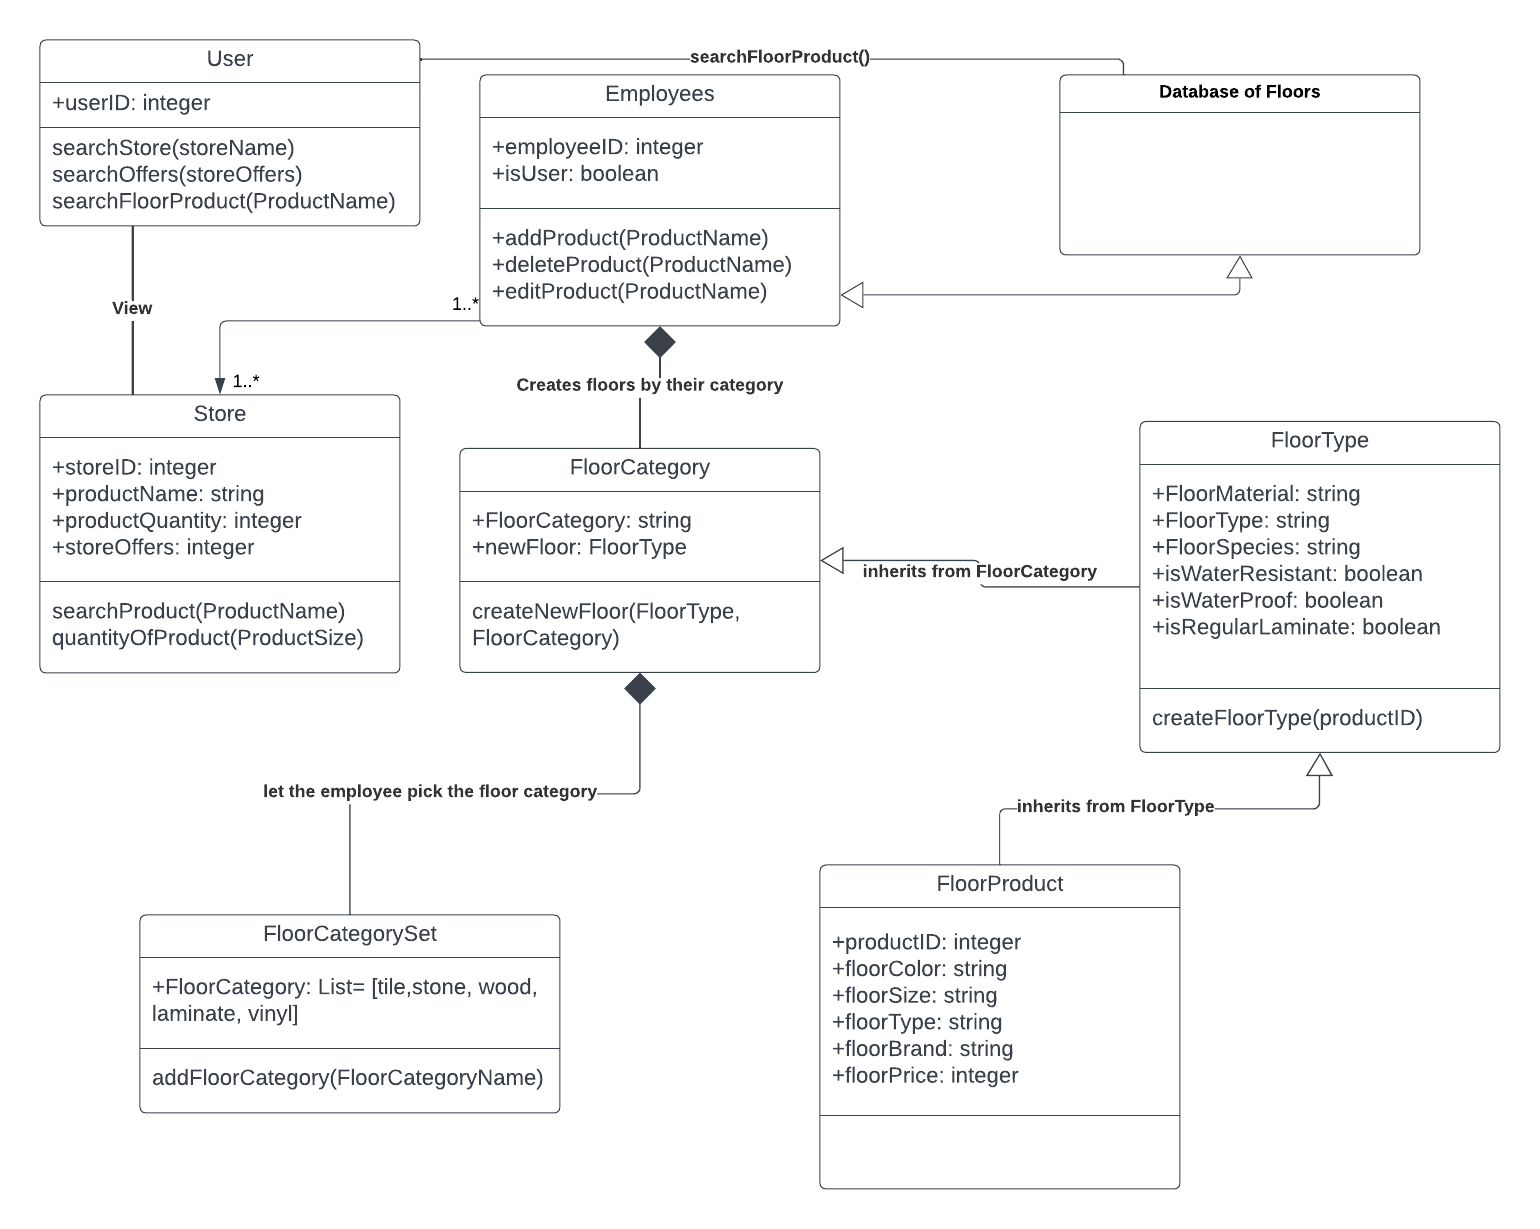 User
+userID: integer
searchStore(storeName)
searchOffers(storeOffers)
searchFloorProduct(ProductName)
searchFloorProduct()
Employees
+employeeID: integer
+isUser: boolean
+addProduct(ProductName)
+deleteProduct(ProductName)
+editProduct(ProductName)
Database of Floors
View
1..*
1..*
Creates floors by their category
Store
+storeID: integer
+productName: string
+productQuantity: integer
+storeOffers: integer
searchProduct(ProductName)
quantityOfProduct(ProductSize)
FloorCategory
+FloorCategory: string
+newFloor: FloorType
createNewFloor(FloorType,
FloorCategory)
inherits from FloorCategory
FloorType
+FloorMaterial: string
+FloorType: string
+FloorSpecies: string
+isWaterResistant: boolean
+isWaterProof: boolean
+isRegularLaminate: boolean
createFloorType(productID)
let the employee pick the floor category
inherits from FloorType
FloorCategorySet
+FloorCategory: List= [tile,stone, wood,
laminate, vinyl]
addFloorCategory(FloorCategoryName)
FloorProduct
+productID: integer
+floorColor: string
+floorSize: string
+floorType: string
+floorBrand: string
+floorPrice: integer